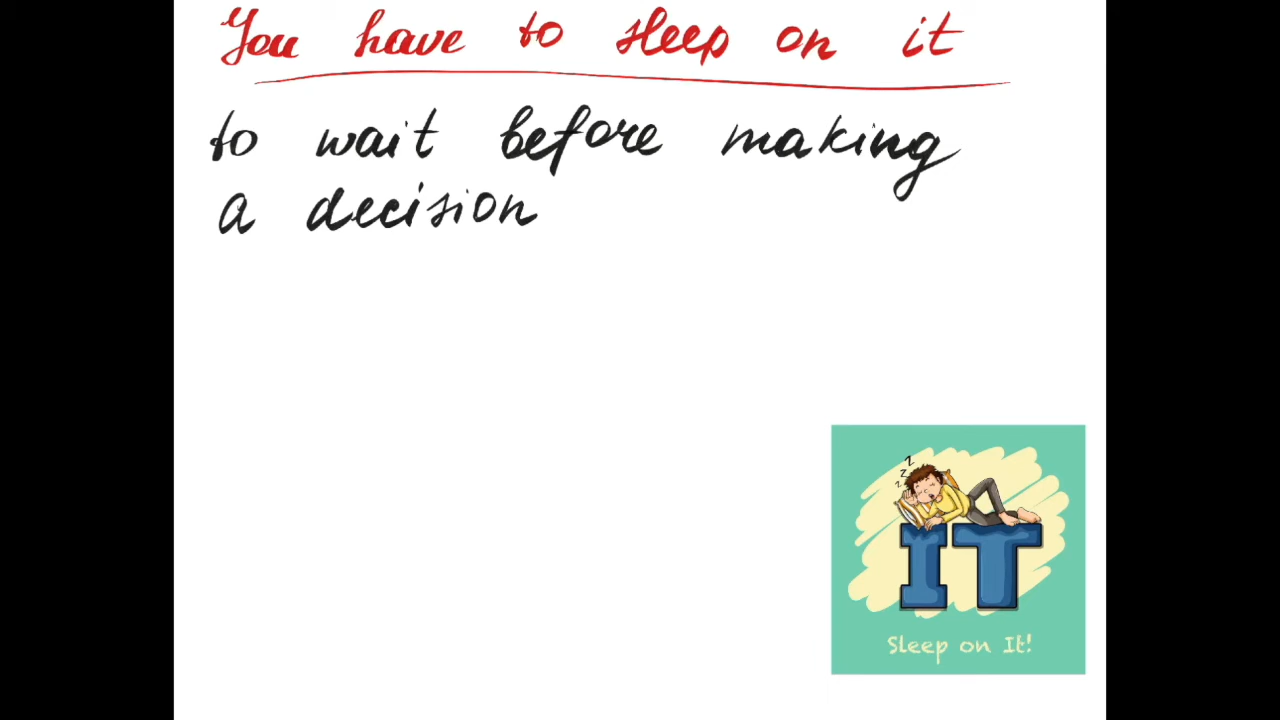 You have to sleep on it
to wait before making
a decision
z
z
z
IT
Sleep on It!